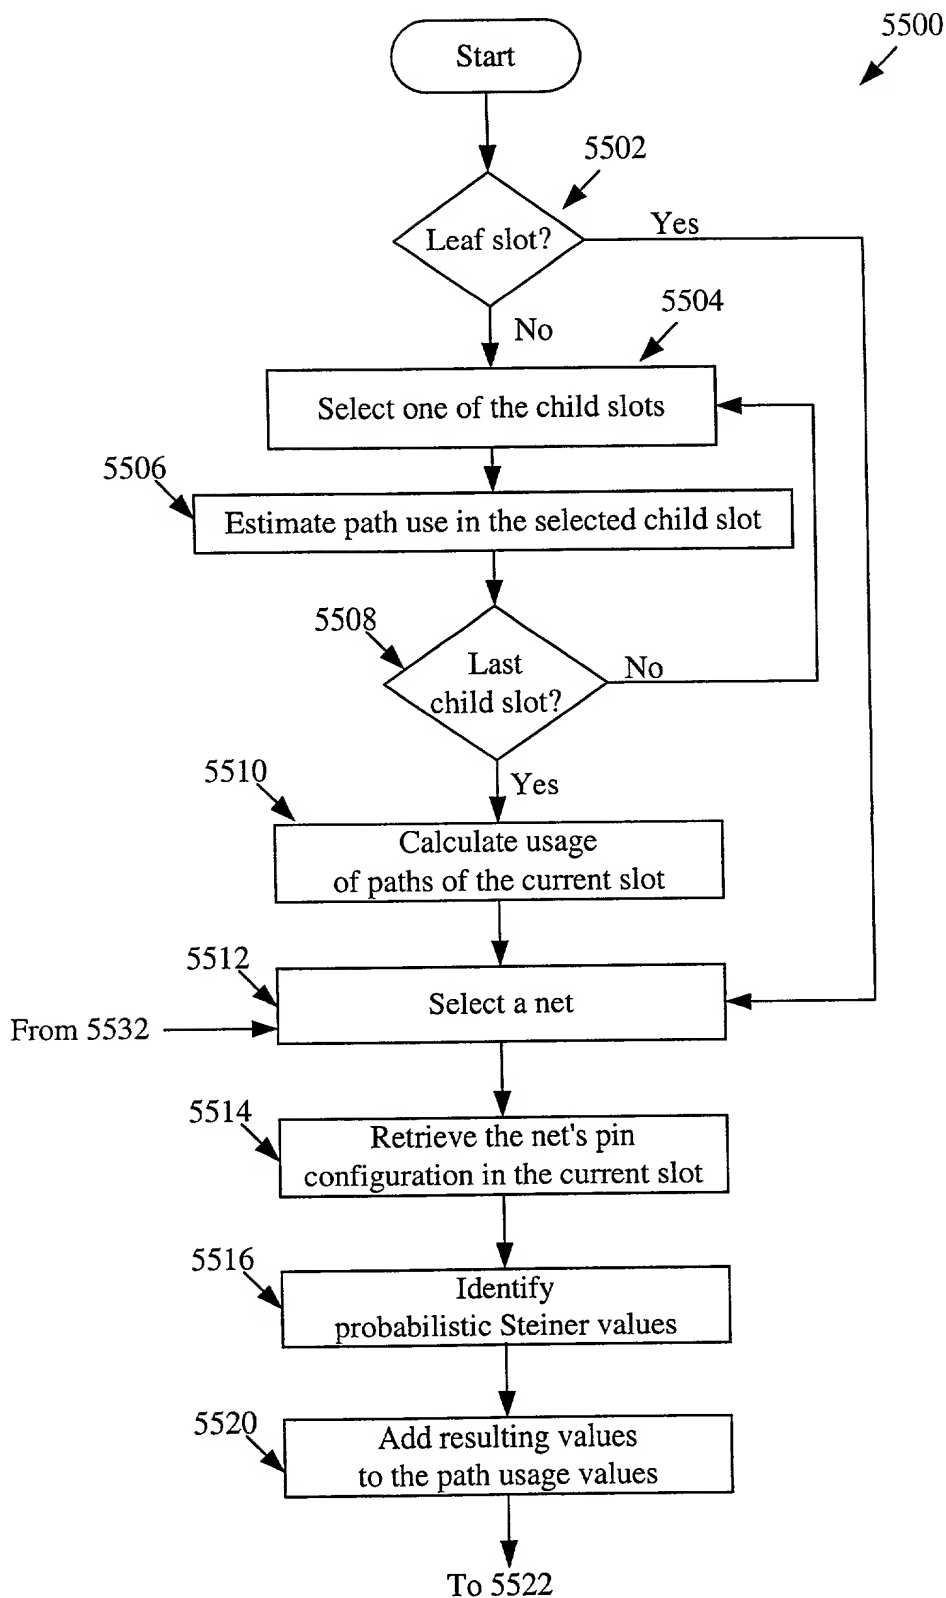 5500
Start
5502
Leaf slot?
Yes
No
5504
Select one of the child slots
5506
Estimate path use in the selected child slot
5508
Last
child slot?
No
Yes
5510
Calculate usage
of paths of the current slot
5512
Select a net
From 5532
5514
Retrieve the net's pin
configuration in the current slot
5516
Identify
probabilistic Steiner values
5520
Add resulting values
to the path usage values
To 5522